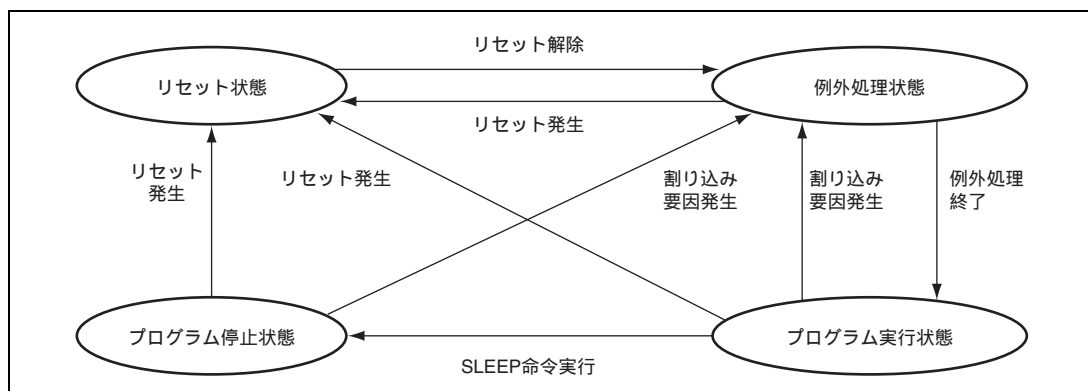 リセット解除
リセット状態
例外処理状態
リセット発生
リセット
発生
リセット発生
割り込み
要因発生
割り込み
要因発生
例外処理
終了
プログラム停止状態
プログラム実行状態
SLEEP命令実行